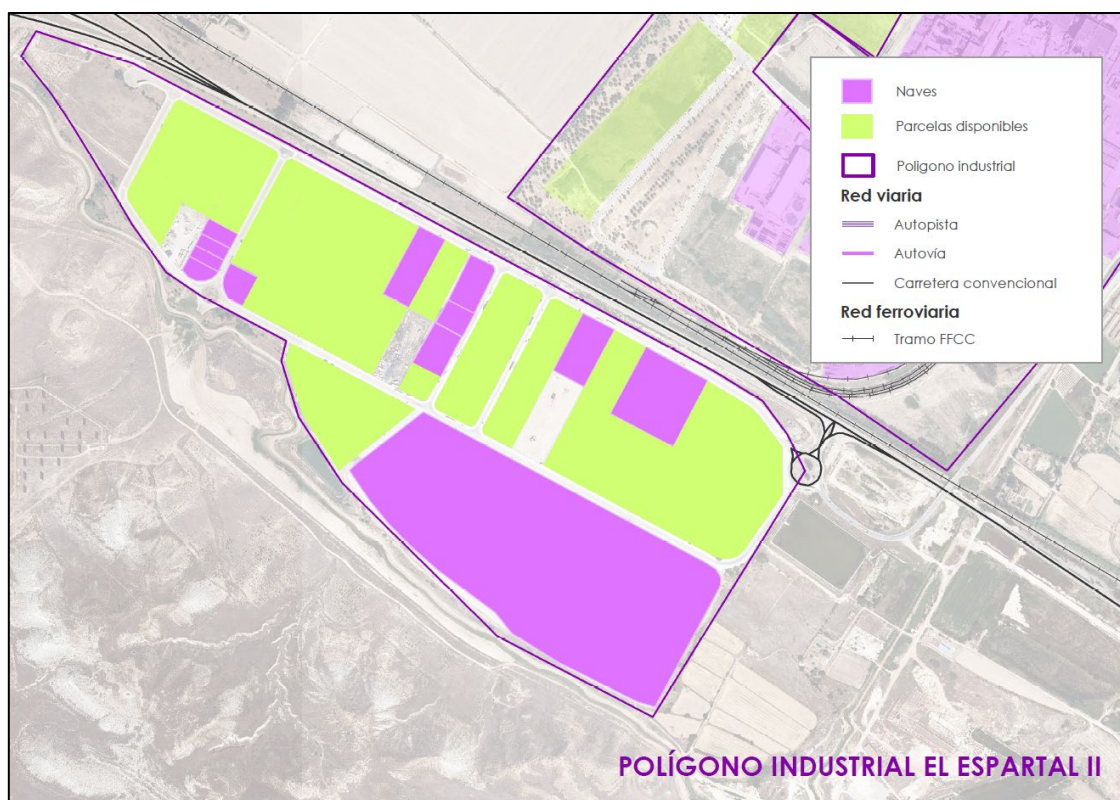 Naves
Parcelas disponibles
Poligono industrial
Red viaria
Autopista
Autovía
Carretera convencional
Red ferroviaria
Tramo FFCC
POLÍGONO INDUSTRIAL EL ESPARTAL II